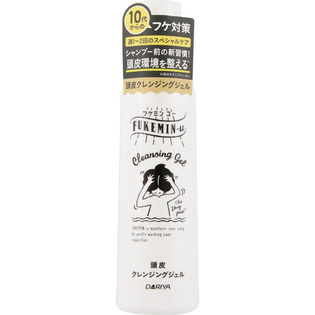 10代からの
フケ対策
週1〜2回のスペシャルケア
シャンプー前の新習慣!
頭皮環境を整える
頭皮クレンジングジェル
フケミン ユー
FUKEMIN-u
Cleansing Gel
FUKEMIN
頭皮
クレンジングジェル
DARIYA